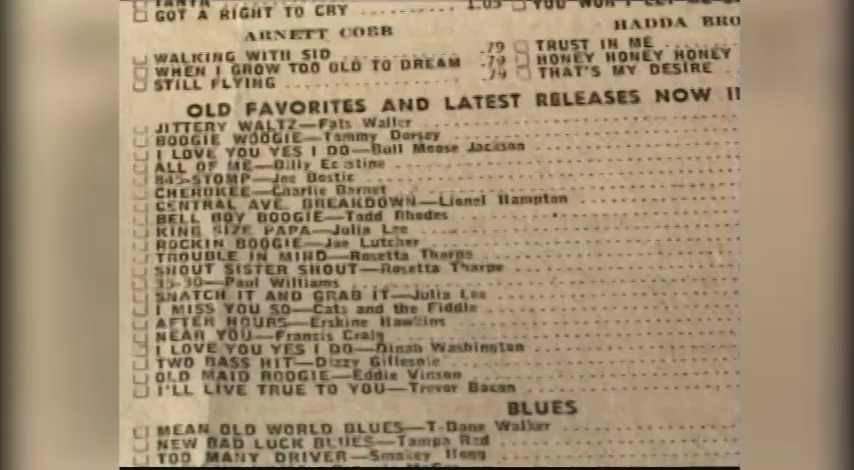 GOT A RIGHT TO CRY 1.05
ARNETT COBB
WALKING WITH SID .79
WHEN I GROW TOO OLD TO DREAM .79
STILL FLYING .79
HADDA BRO
TRUST IN ME
HONEY HONEY HONEY
THAT'S MY DESIRE
OLD FAVORITES AND LATEST RELEASES NOW I
JITTERY WALTZ—Fats Waller
BOOGIE WOOGIE—Tommy Dorsey
I LOVE YOU YES I DO—Bull Moose Jackson
ALL OF ME—Billy Eckstine
845-STOMP—Joe Bostic
CHEROKEE—Charlie Barnet
CENTRAL AVE. BREAKDOWN—Lionel Hampton
BELL BOY BOOGIE—Todd Rhodes
KING SIZE PAPA—Julia Lee
ROCKIN BOOGIE—Joe Lutcher
TROUBLE IN MIND—Rosetta Tharpe
SHOUT SISTER SHOUT—Rosetta Tharpe
35-30—Paul Williams
SNATCH IT AND GRAB IT—Julia Lee
I MISS YOU SO—Cats and the Fiddle
AFTER HOURS—Erskine Hawkins
NEAR YOU—Francis Craig
I LOVE YOU YES I DO—Dinah Washington
TWO BASS HIT—Dizzy Gillespie
OLD MAID BOOGIE—Eddie Vinson
I'LL LIVE TRUE TO YOU—Trevor Bacon
BLUES
MEAN OLD WORLD BLUES—T-Bone Walker
NEW BAD LUCK BLUES—Tampa Red
TOO MANY DRIVER—Smokey Hogg